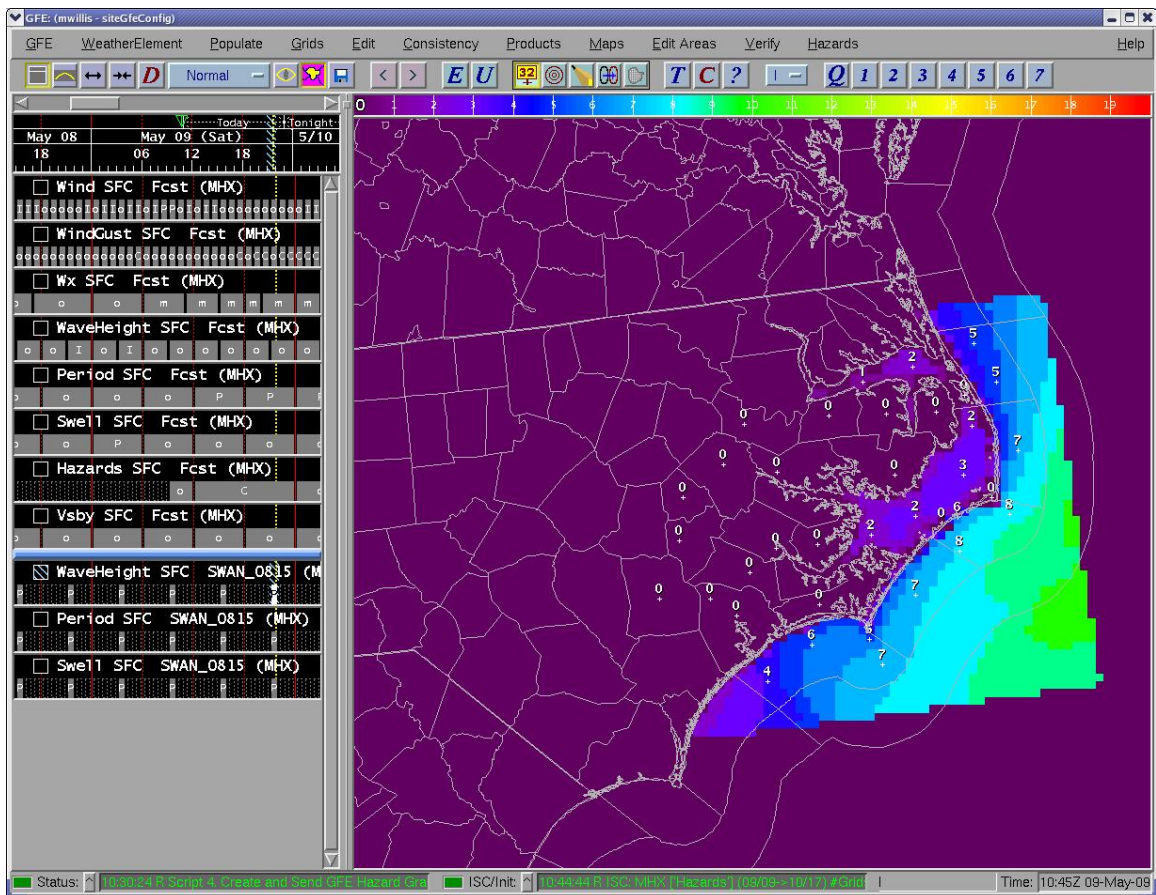 GFE: (mwillis - siteGfeConfig)
GFE WeatherElement Populate Grids Edit Consistency Products Maps Edit Areas Verify Hazards Help
D Normal < > E U 32 T C ? I Q 1 2 3 4 5 6 7
0 1 2 3 4 5 6 7 8 9 10 11 12 13 14 15 16 17 18 19
Today Tonight
May 08 May 09 (Sat) 5/10
18 06 12 18
Wind SFC Fcst (MHX)
WindGust SFC Fcst (MHX)
Wx SFC Fcst (MHX)
o o m m m m m
WaveHeight SFC Fcst (MHX)
o o I o I o o o o o o o o
Period SFC Fcst (MHX)
o o o P P
Swell SFC Fcst (MHX)
o P o o o o
Hazards SFC Fcst (MHX)
o C
Vsby SFC Fcst (MHX)
o o o o o o
WaveHeight SFC SWAN_0815 (M
P P P P P
Period SFC SWAN_0815 (MHX)
P P P P P P
Swell SFC SWAN_0815 (MHX)
P P P P P P
5
2
1 5
0
0 0 0 0
2
7
0 0 0 3
0 0
2 0 6 8
0 0 0 2
8
0
0 0 0 7
0
6 5
7
4
Status: 10:30:24 R Script 4. Create and Send GFE Hazard Gra ISC/Init: 10:44:44 R ISC: MHX ['Hazards'] (09/09->10/17) #Grid Time: 10:45Z 09-May-09